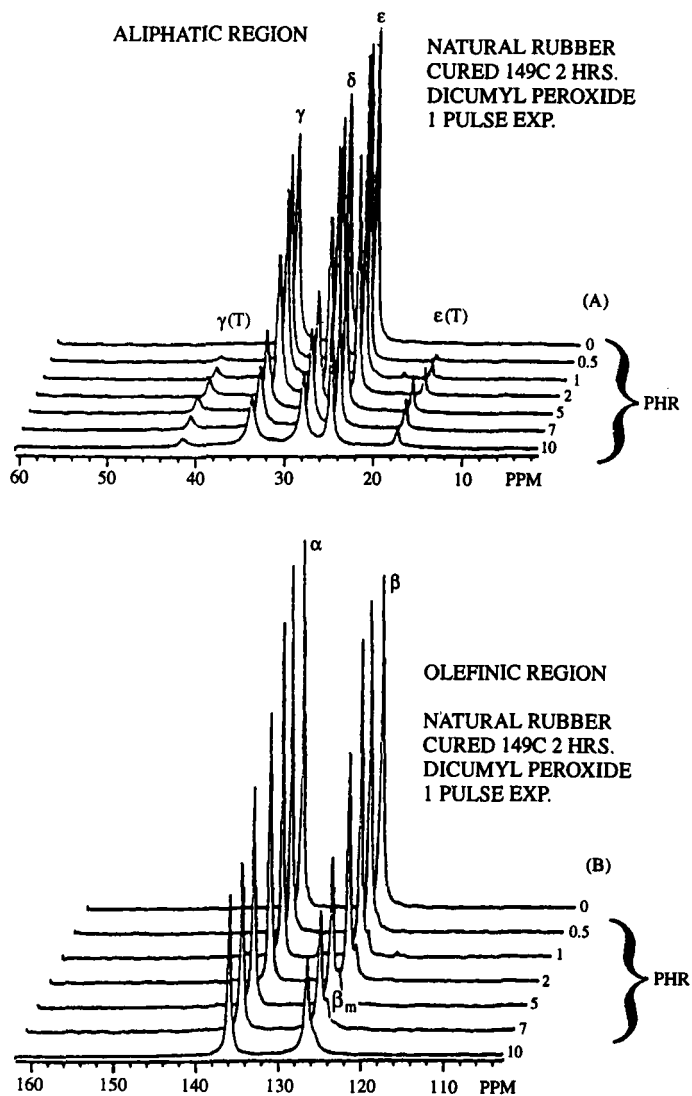 ε
ALIPHATIC REGION
NATURAL RUBBER
CURED 149C 2 HRS.
DICUMYL PEROXIDE
1 PULSE EXP.
δ
γ
(A)
γ(T)
ε(T)
0
0.5
1
2
5
7
10
PHR
60 50 40 30 20 10 PPM
α
β
OLEFINIC REGION
NATURAL RUBBER
CURED 149C 2 HRS.
DICUMYL PEROXIDE
1 PULSE EXP.
(B)
0
0.5
1
2
5
7
10
PHR
βm
160 150 140 130 120 110 PPM